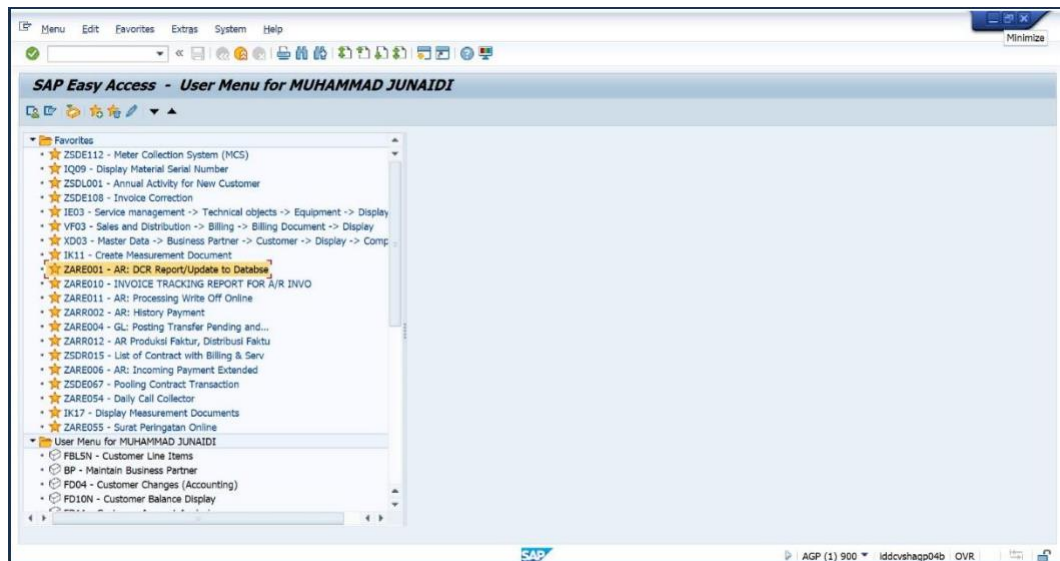 Menu Edit Favorites Extras System Help
Minimize
SAP Easy Access - User Menu for MUHAMMAD JUNAIDI
Favorites
ZSDE112 - Meter Collection System (MCS)
IQ09 - Display Material Serial Number
ZSDL001 - Annual Activity for New Customer
ZSDE108 - Invoice Correction
IE03 - Service management -> Technical objects -> Equipment -> Display
VF03 - Sales and Distribution -> Billing -> Billing Document -> Display
XD03 - Master Data -> Business Partner -> Customer -> Display -> Comp
IK11 - Create Measurement Document
ZARE001 - AR: DCR Report/Update to Databse
ZARE010 - INVOICE TRACKING REPORT FOR A/R INVO
ZARE011 - AR: Processing Write Off Online
ZARR002 - AR: History Payment
ZARE004 - GL: Posting Transfer Pending and...
ZARR012 - AR Produksi Faktur, Distribusi Faktu
ZSDR015 - List of Contract with Billing & Serv
ZARE006 - AR: Incoming Payment Extended
ZSDE067 - Pooling Contract Transaction
ZARE054 - Daily Call Collector
IK17 - Display Measurement Documents
ZARE055 - Surat Peringatan Online
User Menu for MUHAMMAD JUNAIDI
FBL5N - Customer Line Items
BP - Maintain Business Partner
FD04 - Customer Changes (Accounting)
FD10N - Customer Balance Display
SAP
AGP (1) 900 iddcvshagp04b OVR